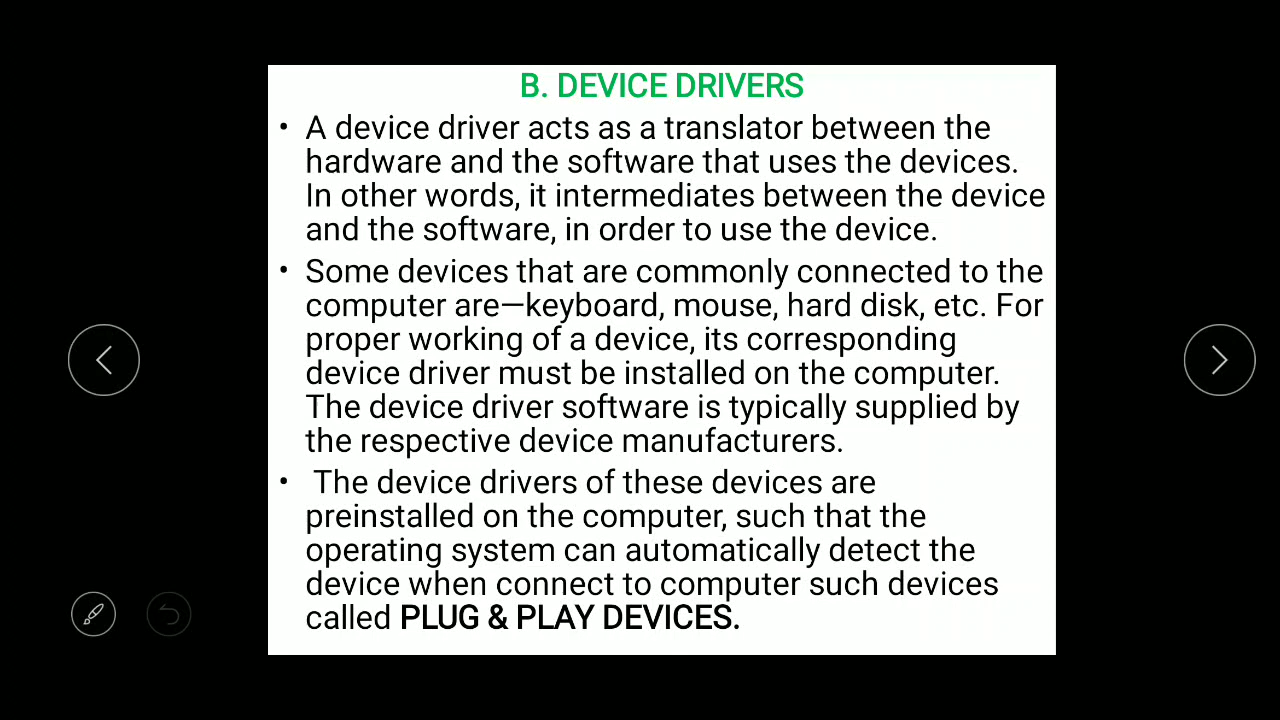 B. DEVICE DRIVERS
• A device driver acts as a translator between the
hardware and the software that uses the devices.
In other words, it intermediates between the device
and the software, in order to use the device.
• Some devices that are commonly connected to the
computer are—keyboard, mouse, hard disk, etc. For
proper working of a device, its corresponding
device driver must be installed on the computer.
The device driver software is typically supplied by
the respective device manufacturers.
• The device drivers of these devices are
preinstalled on the computer, such that the
operating system can automatically detect the
device when connect to computer such devices
called PLUG & PLAY DEVICES.